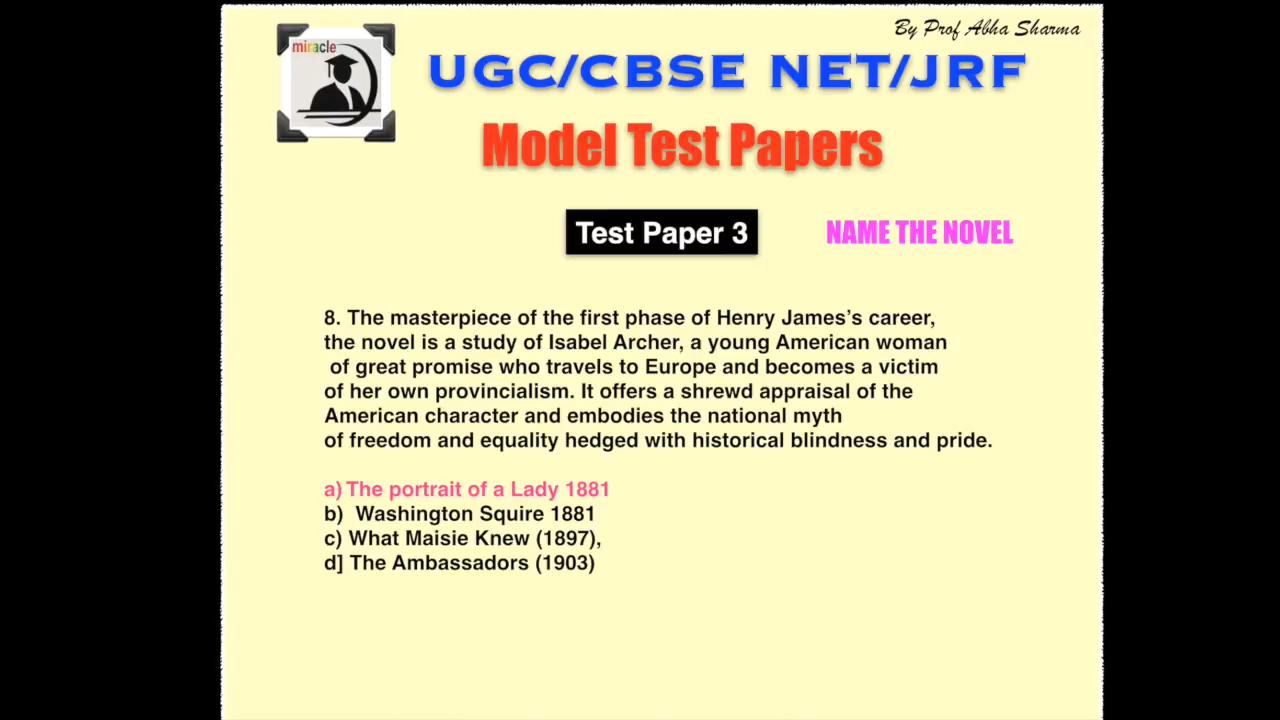 By Prof Abha Sharma
miracle
UGC/CBSE NET/JRF
Model Test Papers
Test Paper 3
NAME THE NOVEL
8. The masterpiece of the first phase of Henry James’s career,
the novel is a study of Isabel Archer, a young American woman
of great promise who travels to Europe and becomes a victim
of her own provincialism. It offers a shrewd appraisal of the
American character and embodies the national myth
of freedom and equality hedged with historical blindness and pride.
a) The portrait of a Lady 1881
b) Washington Squire 1881
c) What Maisie Knew (1897),
d] The Ambassadors (1903)